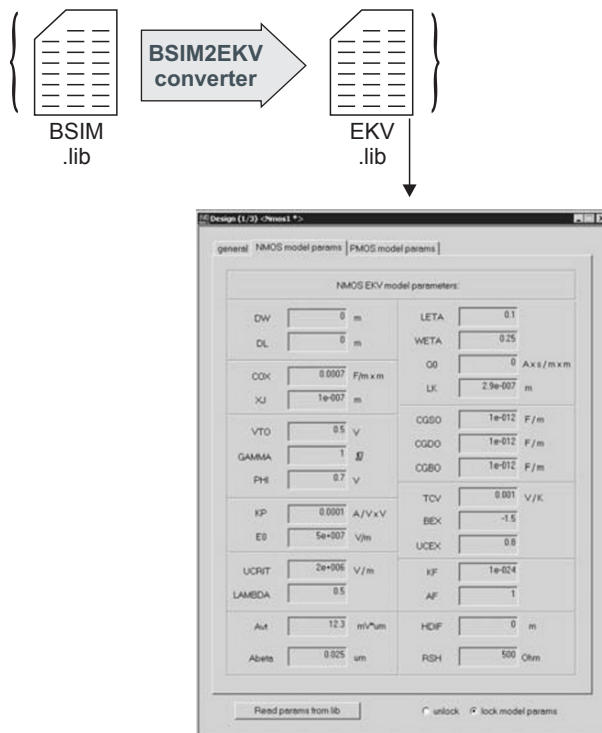 BSIM2EKV
converter
BSIM
.lib
EKV
.lib
Design (1/3) <Nmos1 *>
general NMOS model params PMOS model params
NMOS EKV model parameters:
DW 0 m
DL 0 m
COX 0.0007 F/m×m
XJ 1e-007 m
VTO 0.5 V
GAMMA 1
PHI 0.7 V
KP 0.0001 A/V×V
E0 5e+007 V/m
UCRIT 2e+006 V/m
LAMBDA 0.5
Avt 12.3 mV*um
Abeta 0.025 um
LETA 0.1
WETA 0.25
Q0 0 A×s/m×m
LK 2.9e-007 m
CGSO 1e-012 F/m
CGDO 1e-012 F/m
CGBO 1e-012 F/m
TCV 0.001 V/K
BEX -1.5
UCEX 0.8
KF 1e-024
AF 1
HDIF 0 m
RSH 500 Ohm
Read params from lib
unlock lock model params